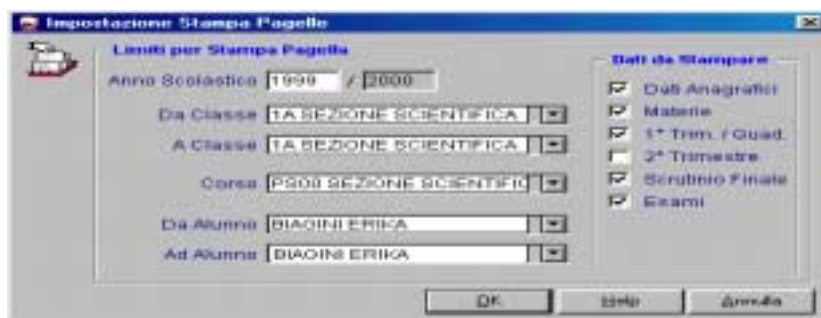 Impostazione Stampa Pagelle
Limiti per Stampa Pagella
Anno Scolastico 1999 / 2000
Da Classe 1A SEZIONE SCIENTIFICA
A Classe 1A SEZIONE SCIENTIFICA
Corso PS00 SEZIONE SCIENTIFIC
Da Alunno BIAGINI ERIKA
Ad Alunno BIAGINI ERIKA
Dati da Stampare
Dati Anagrafici
Materie
1° Trim. / Quad.
2° Trimestre
Scrutinio Finale
Esami
OK
Help
Annulla